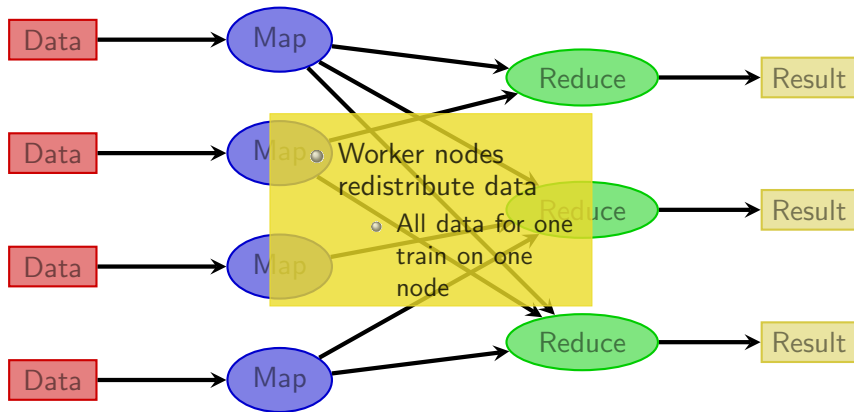 Data
Map
Reduce
Result
Data
Map
Worker nodes
redistribute data
Reduce
Result
All data for one
train on one
node
Data
Map
Reduce
Result
Data
Map